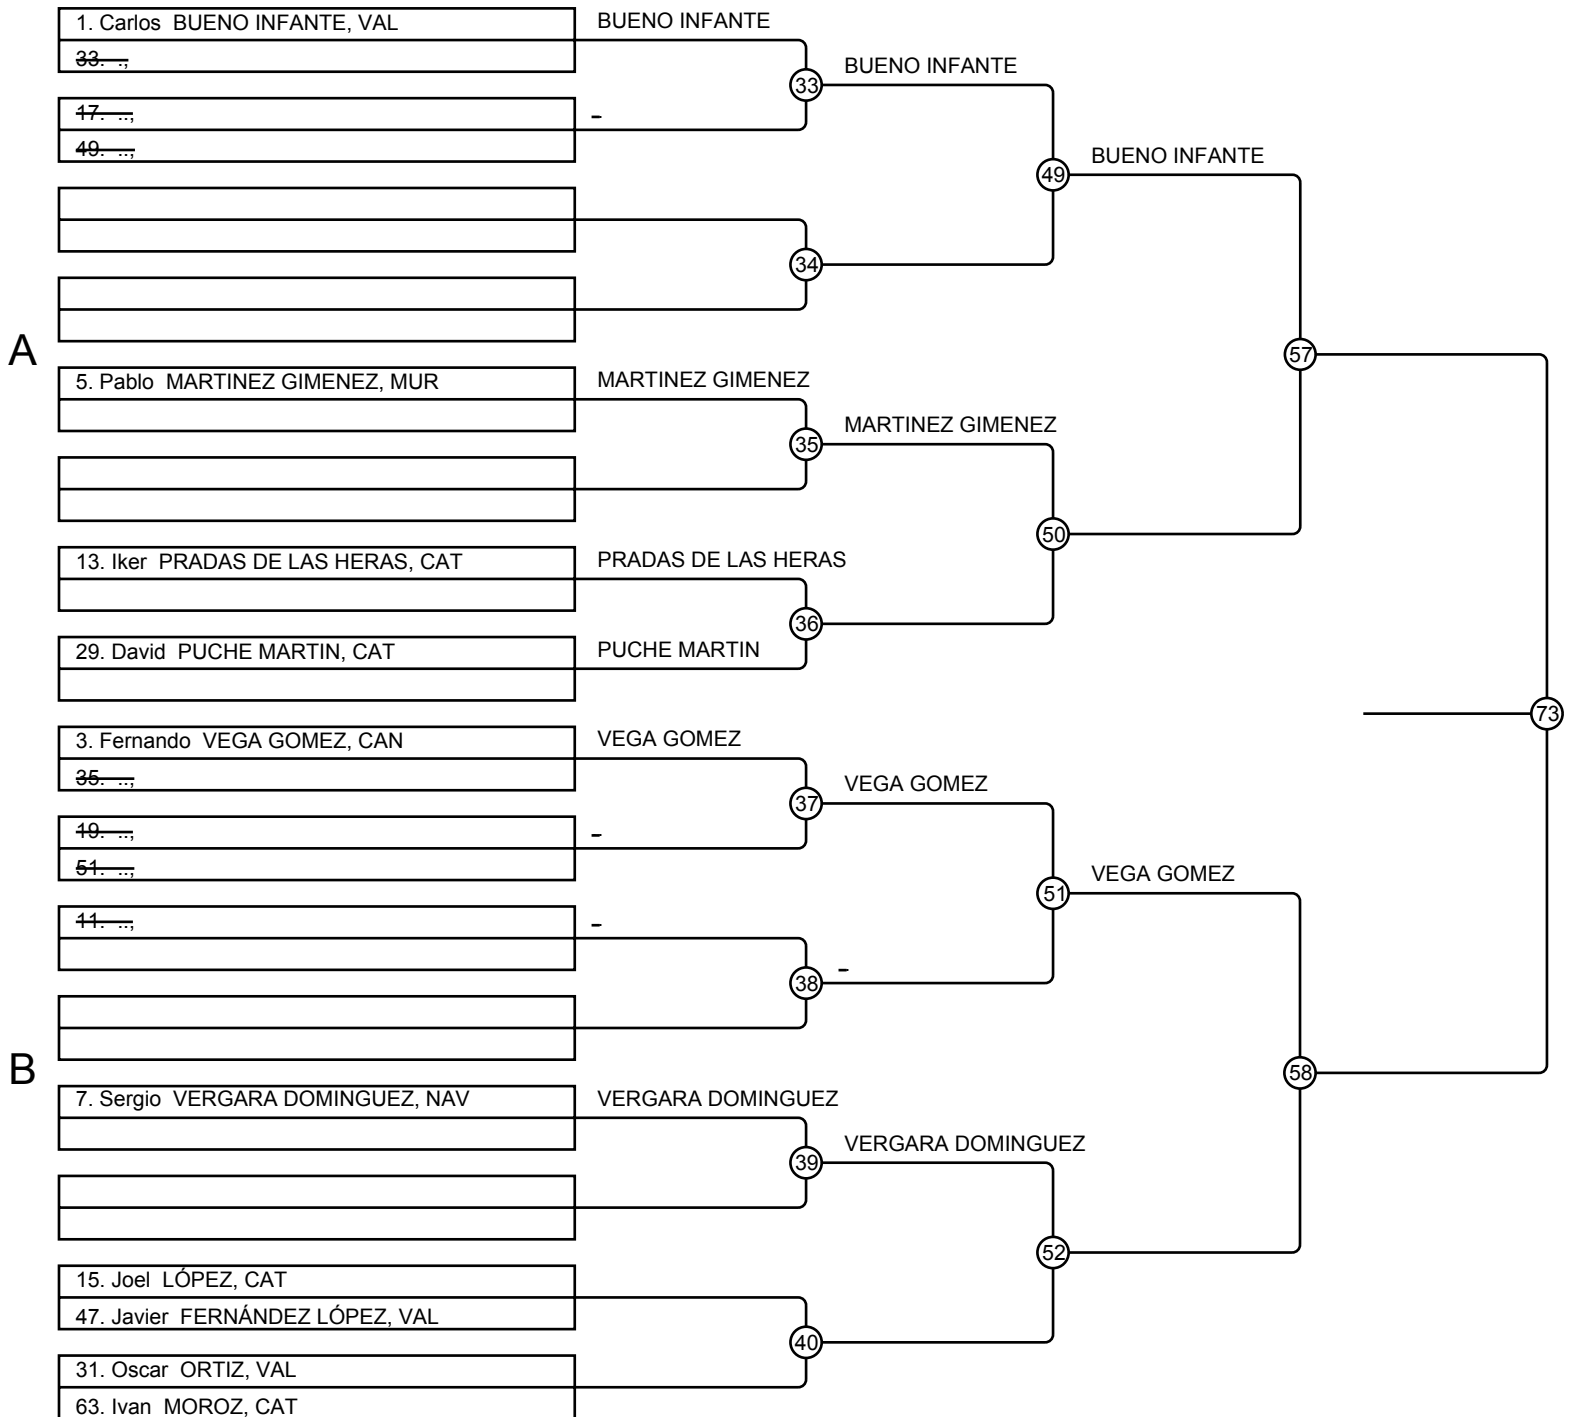 1. Carlos BUENO INFANTE, VAL
BUENO INFANTE
33. .,
BUENO INFANTE
33
17. ..,
-
49. ..,
BUENO INFANTE
49
34
A
57
5. Pablo MARTINEZ GIMENEZ, MUR
MARTINEZ GIMENEZ
MARTINEZ GIMENEZ
35
50
13. Iker PRADAS DE LAS HERAS, CAT
PRADAS DE LAS HERAS
36
29. David PUCHE MARTIN, CAT
PUCHE MARTIN
73
3. Fernando VEGA GOMEZ, CAN
VEGA GOMEZ
35. ..,
VEGA GOMEZ
37
19. ..,
-
51. ..,
VEGA GOMEZ
51
11. ..,
-
-
38
B
58
7. Sergio VERGARA DOMINGUEZ, NAV
VERGARA DOMINGUEZ
VERGARA DOMINGUEZ
39
52
15. Joel LÓPEZ, CAT
47. Javier FERNÁNDEZ LÓPEZ, VAL
40
31. Oscar ORTIZ, VAL
63. Ivan MOROZ, CAT